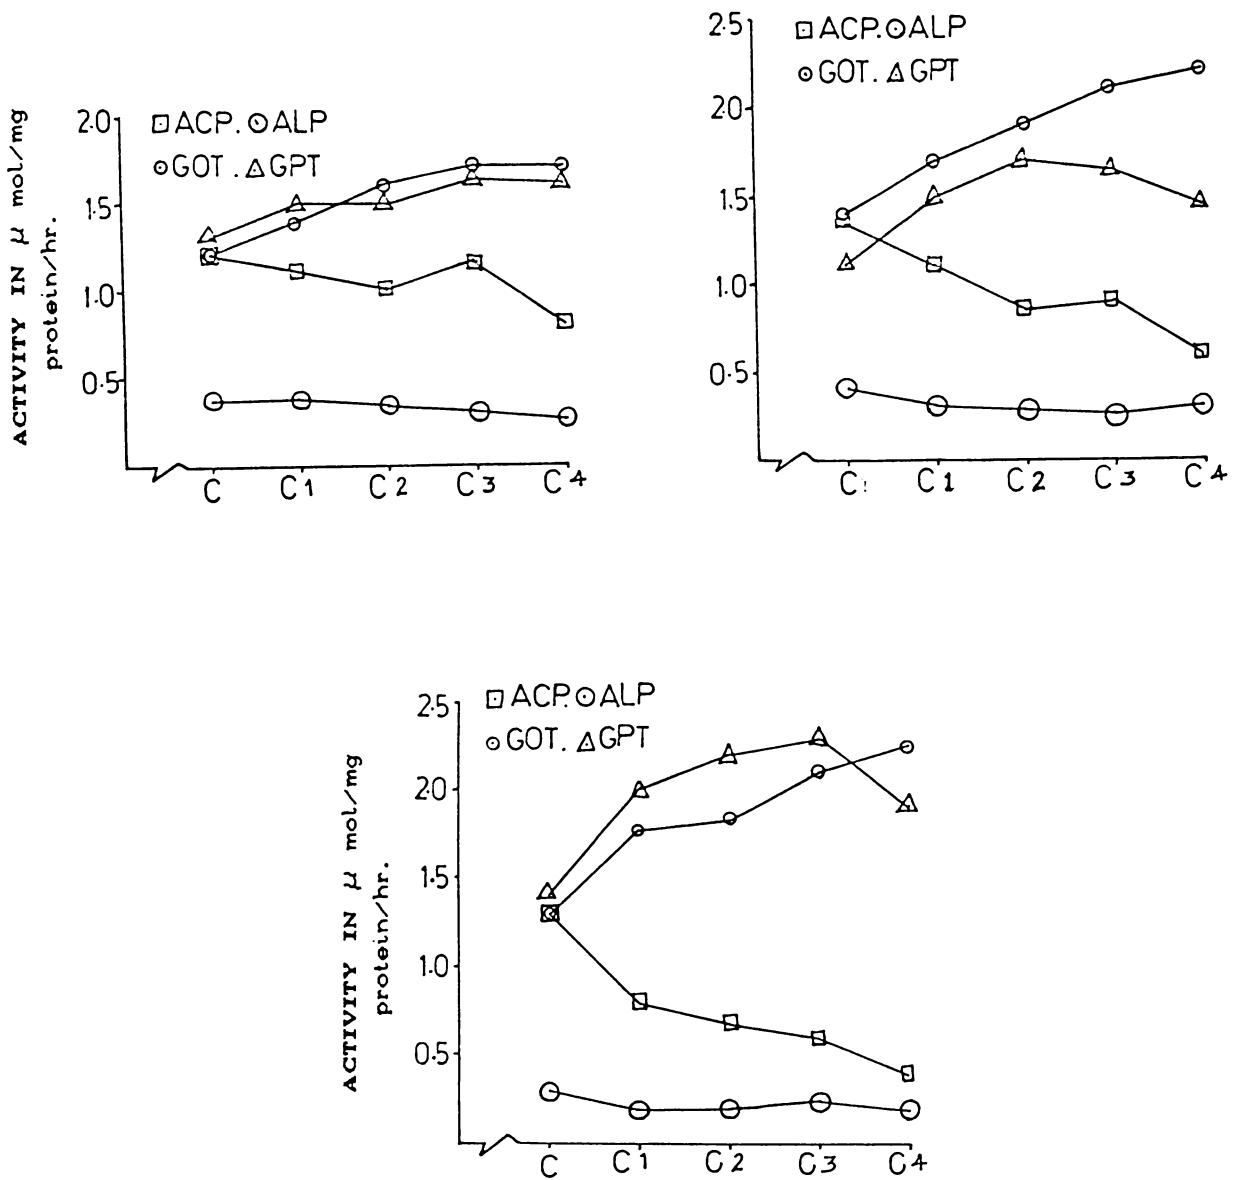 ACTIVITY IN μ mol/mg
protein/hr.
ACP. ALP
GOT. GPT
2.0
1.5
1.0
0.5
C C1 C2 C3 C4
ACP. ALP
GOT. GPT
2.5
2.0
1.5
1.0
0.5
C C1 C2 C3 C4
ACTIVITY IN μ mol/mg
protein/hr.
ACP. ALP
GOT. GPT
2.5
2.0
1.5
1.0
0.5
C C1 C2 C3 C4